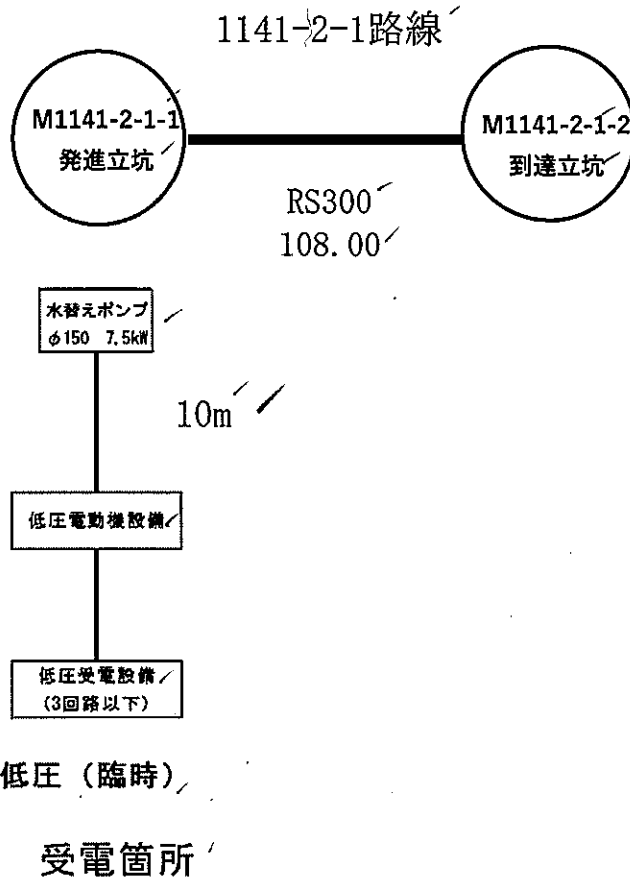 1141-2-1路線
M1141-2-1-1
発進立坑
M1141-2-1-2
到達立坑
RS300
108.00
水替えポンプ
φ150 7.5kW
10m
低圧電動機設備
低圧受電設備
(3回路以下)
低圧（臨時）
受電箇所